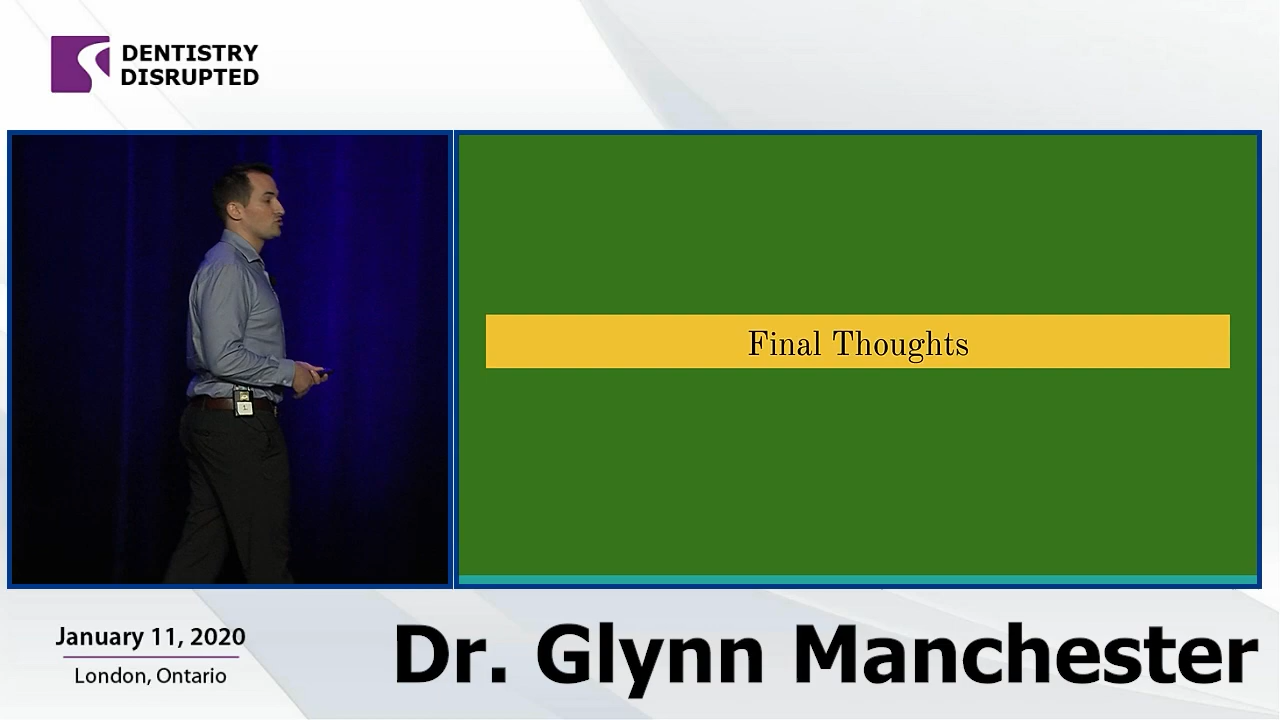 DENTISTRY
DISRUPTED
Final Thoughts
January 11, 2020
London, Ontario
Dr. Glynn Manchester